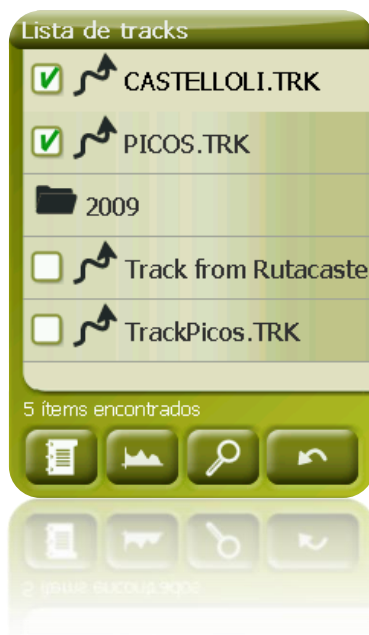 Lista de tracks
CASTELLOLI.TRK
PICOS.TRK
2009
Track from Rutacaste
TrackPicos.TRK
5 ítems encontrados